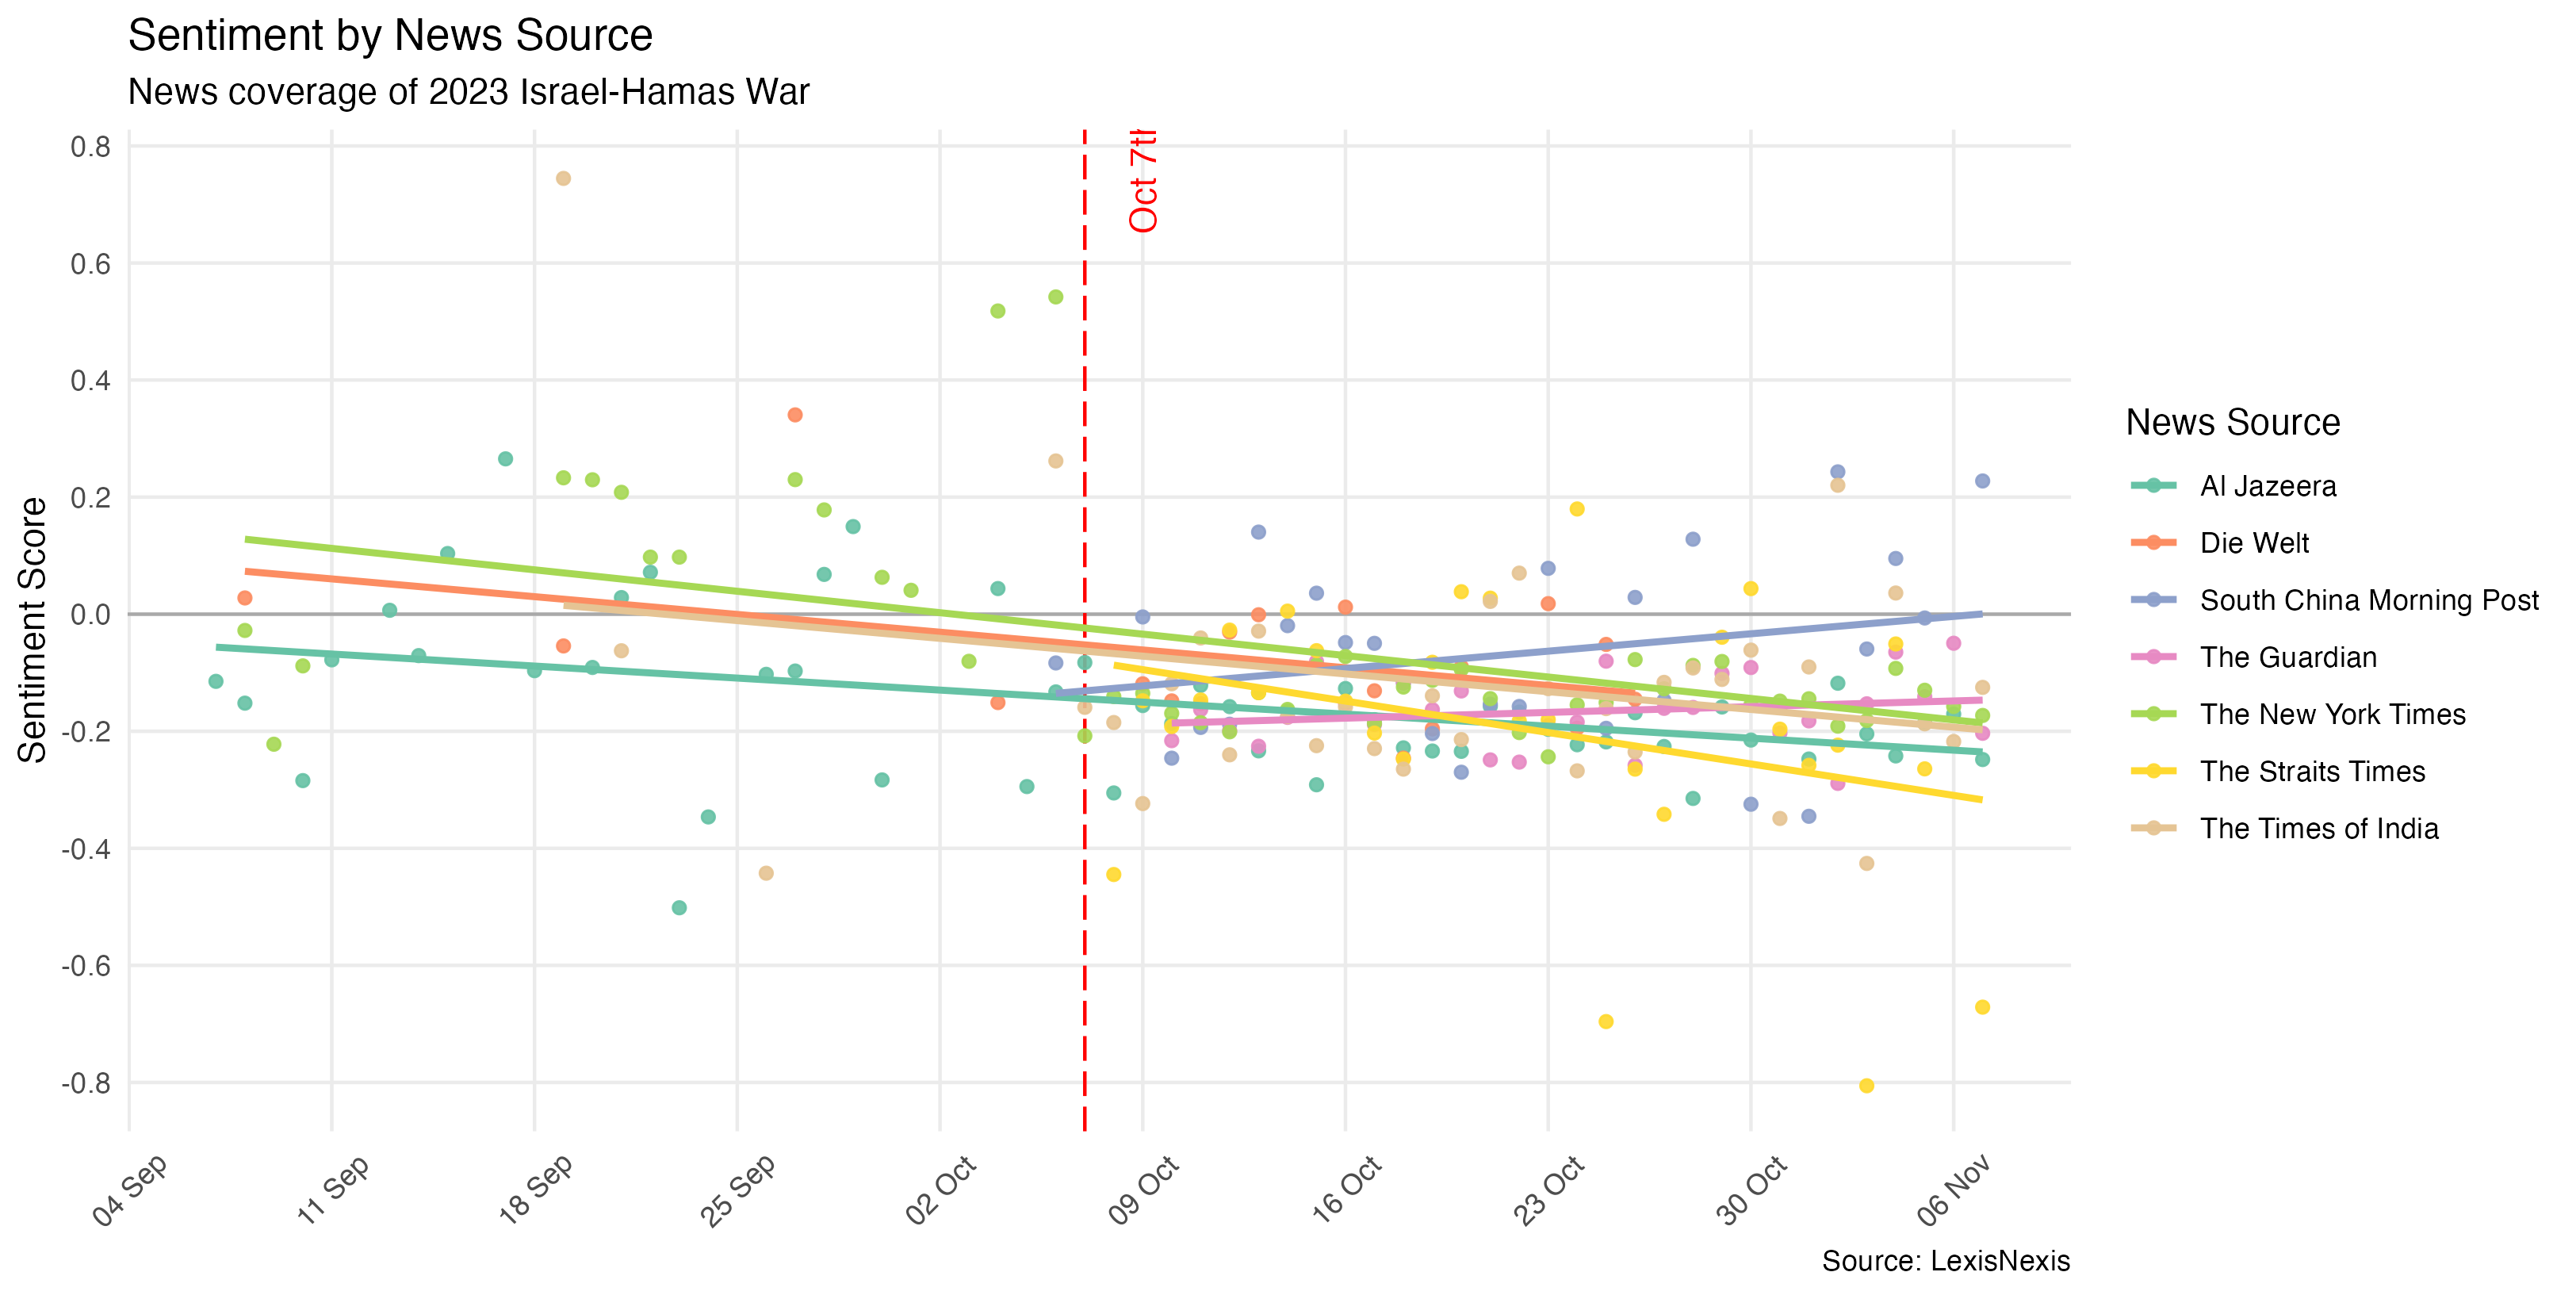 Sentiment by News Source
News coverage of 2023 Israel-Hamas War
Oct 7th
0.8
0.6
0.4
0.2
0.0
-0.2
-0.4
-0.6
-0.8
Sentiment Score
04 Sep
11 Sep
18 Sep
25 Sep
02 Oct
09 Oct
16 Oct
23 Oct
30 Oct
06 Nov
News Source
Al Jazeera
Die Welt
South China Morning Post
The Guardian
The New York Times
The Straits Times
The Times of India
Source: LexisNexis